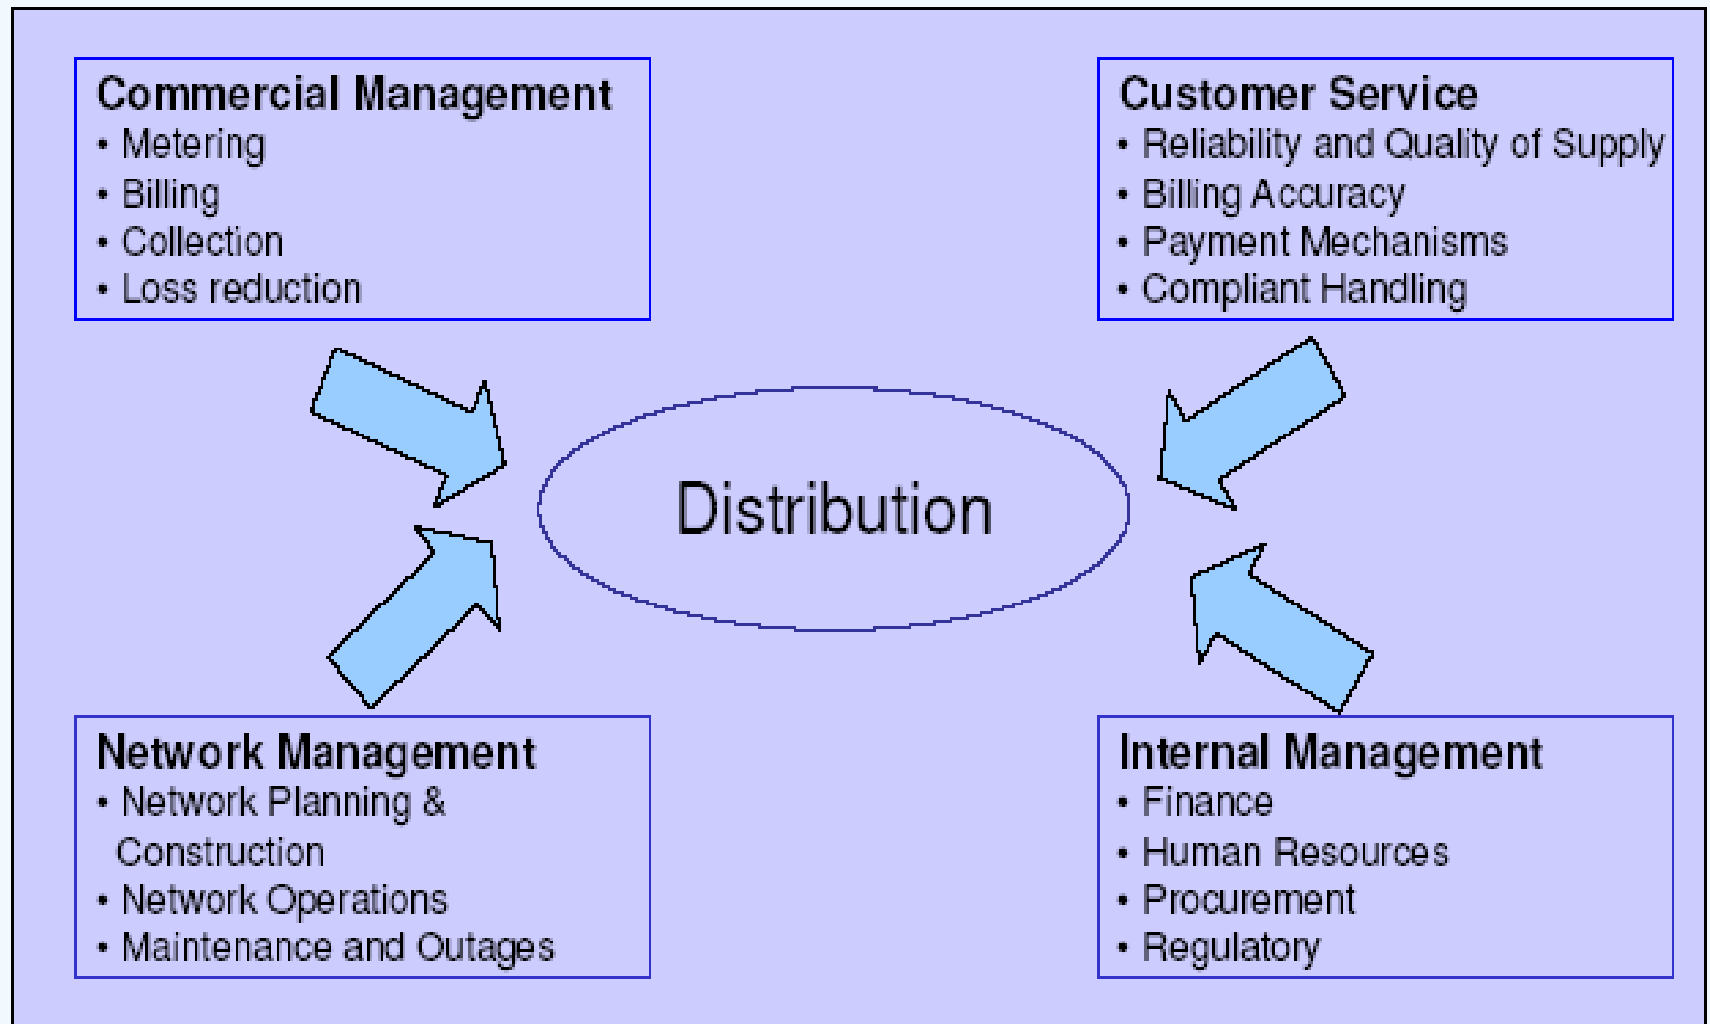 Commercial Management
• Metering
• Billing
• Collection
• Loss reduction
Customer Service
• Reliability and Quality of Supply
• Billing Accuracy
• Payment Mechanisms
• Compliant Handling
Distribution
Network Management
• Network Planning &
Construction
• Network Operations
• Maintenance and Outages
Internal Management
• Finance
• Human Resources
• Procurement
• Regulatory